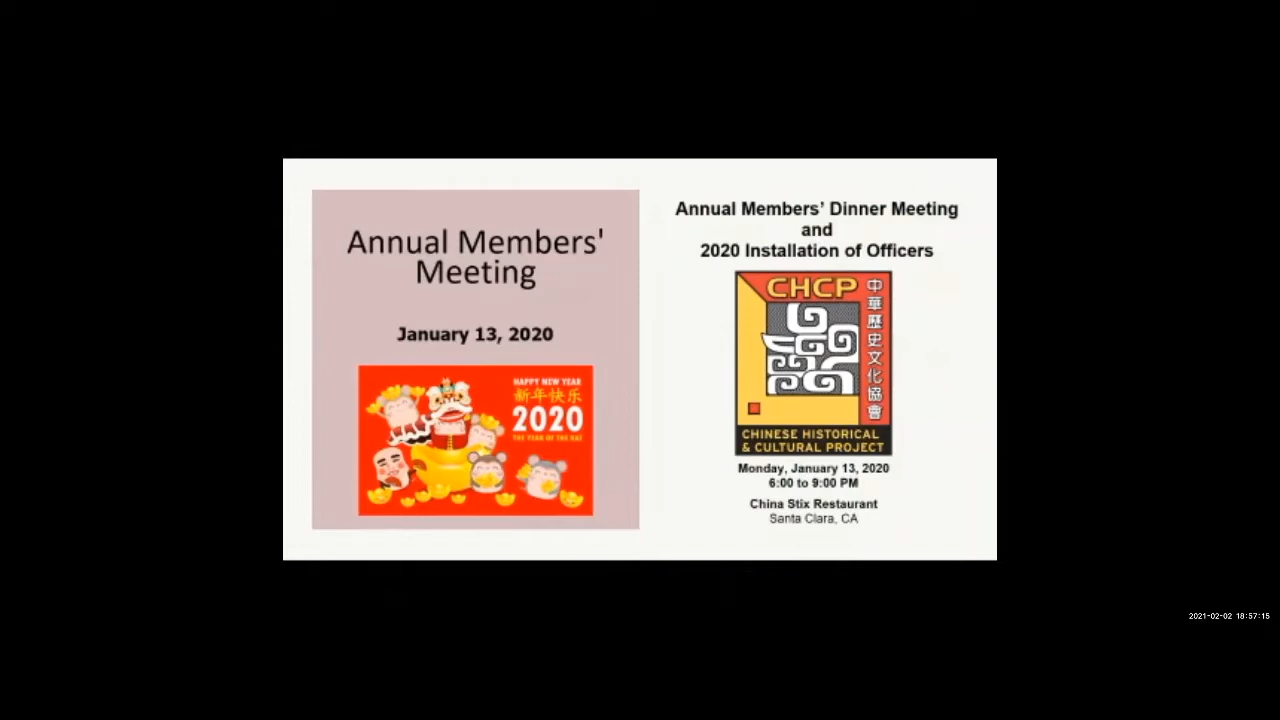 Annual Members'
Meeting
January 13, 2020
HAPPY NEW YEAR
新年快乐
2020
THE YEAR OF THE RAT
Annual Members' Dinner Meeting
and
2020 Installation of Officers
CHCP
中華歷史文化協會
CHINESE HISTORICAL
& CULTURAL PROJECT
Monday, January 13, 2020
6:00 to 9:00 PM
China Stix Restaurant
Santa Clara, CA
2021-02-02 18:57:15